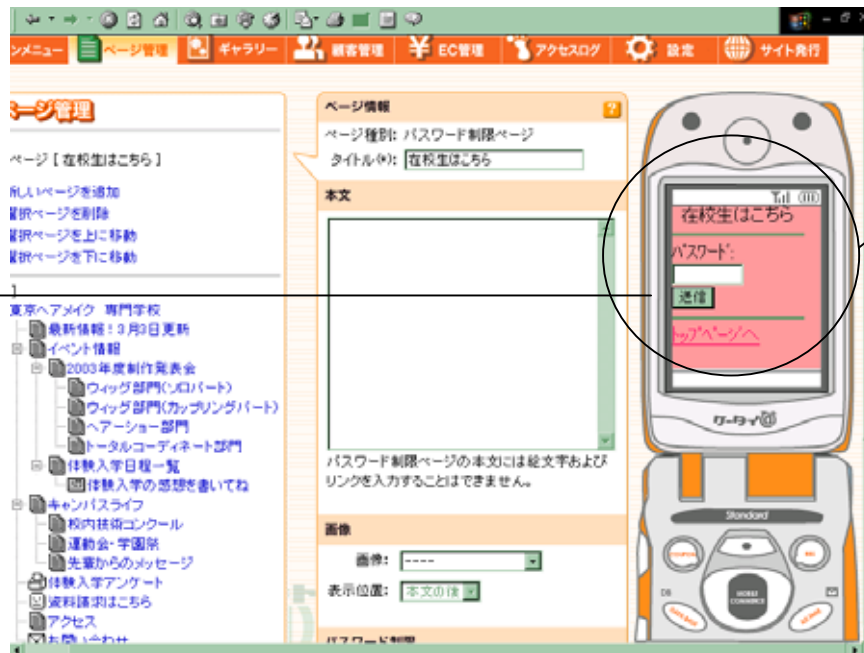 ンメニュー ページ管理 ギャラリー 顧客管理 EC管理 アクセスログ 設定 サイト発行
ページ管理
ページ [ 在校生はこちら ]
新しいページを追加
選択ページを削除
選択ページを上に移動
選択ページを下に移動
]
東京ヘアメイク 専門学校
最新情報！3月3日更新
イベント情報
2003年度制作発表会
ウィッグ部門(ソロパート)
ウィッグ部門(カップリングパート)
ヘアーショー部門
トータルコーディネート部門
体験入学日程一覧
体験入学の感想を書いてね
キャンパスライフ
校内技術コンクール
運動会・学園祭
先輩からのメッセージ
体験入学アンケート
資料請求はこちら
アクセス
お問い合わせ
ページ情報
?
ページ種別: パスワード制限ページ
タイトル(*): 在校生はこちら
本文
パスワード制限ページの本文には絵文字および
リンクを入力することはできません。
画像
画像: ----
表示位置: 本文の後
パスワード制限
在校生はこちら
パスワード:
送信
トップページへ
ケータイ@
Standard
MOBILE
COMMERCE